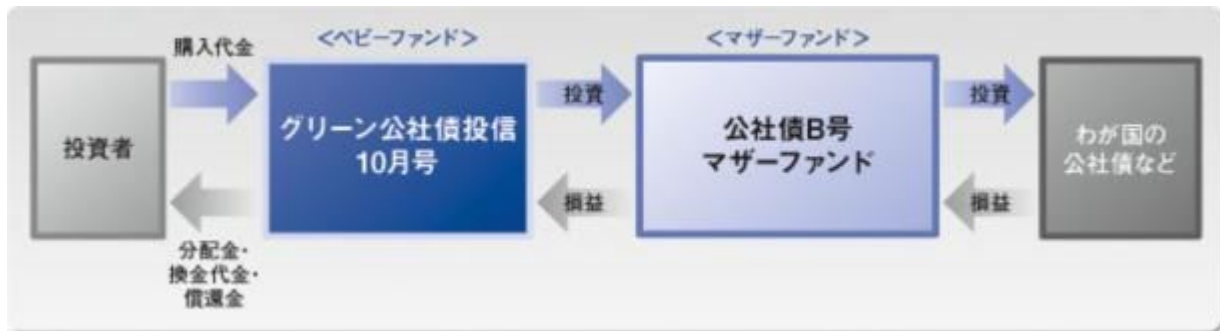 購入代金
<ベビーファンド>
<マザーファンド>
投資者
グリーン公社債投信
10月号
投資
公社債B号
マザーファンド
投資
わが国の
公社債など
損益
損益
分配金・
換金代金・
償還金